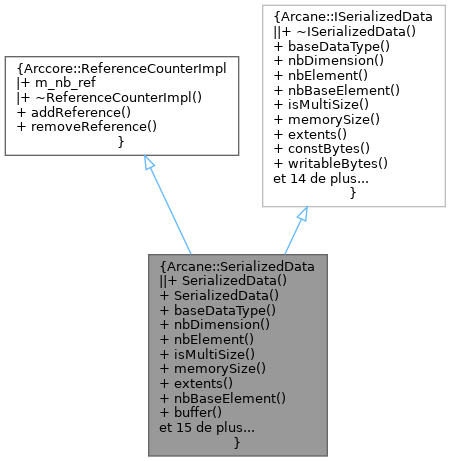 {Arccore::ReferenceCounterImpl
|+ m_nb_ref
|+ ~ReferenceCounterImpl()
+ addReference()
+ removeReference()
}
{Arcane::ISerializedData
||+ ~ISerializedData()
+ baseDataType()
+ nbDimension()
+ nbElement()
+ nbBaseElement()
+ isMultiSize()
+ memorySize()
+ extents()
+ constBytes()
+ writableBytes()
et 14 de plus...
}
{Arcane::SerializedData
||+ SerializedData()
+ SerializedData()
+ baseDataType()
+ nbDimension()
+ nbElement()
+ isMultiSize()
+ memorySize()
+ extents()
+ nbBaseElement()
+ buffer()
et 15 de plus...
}